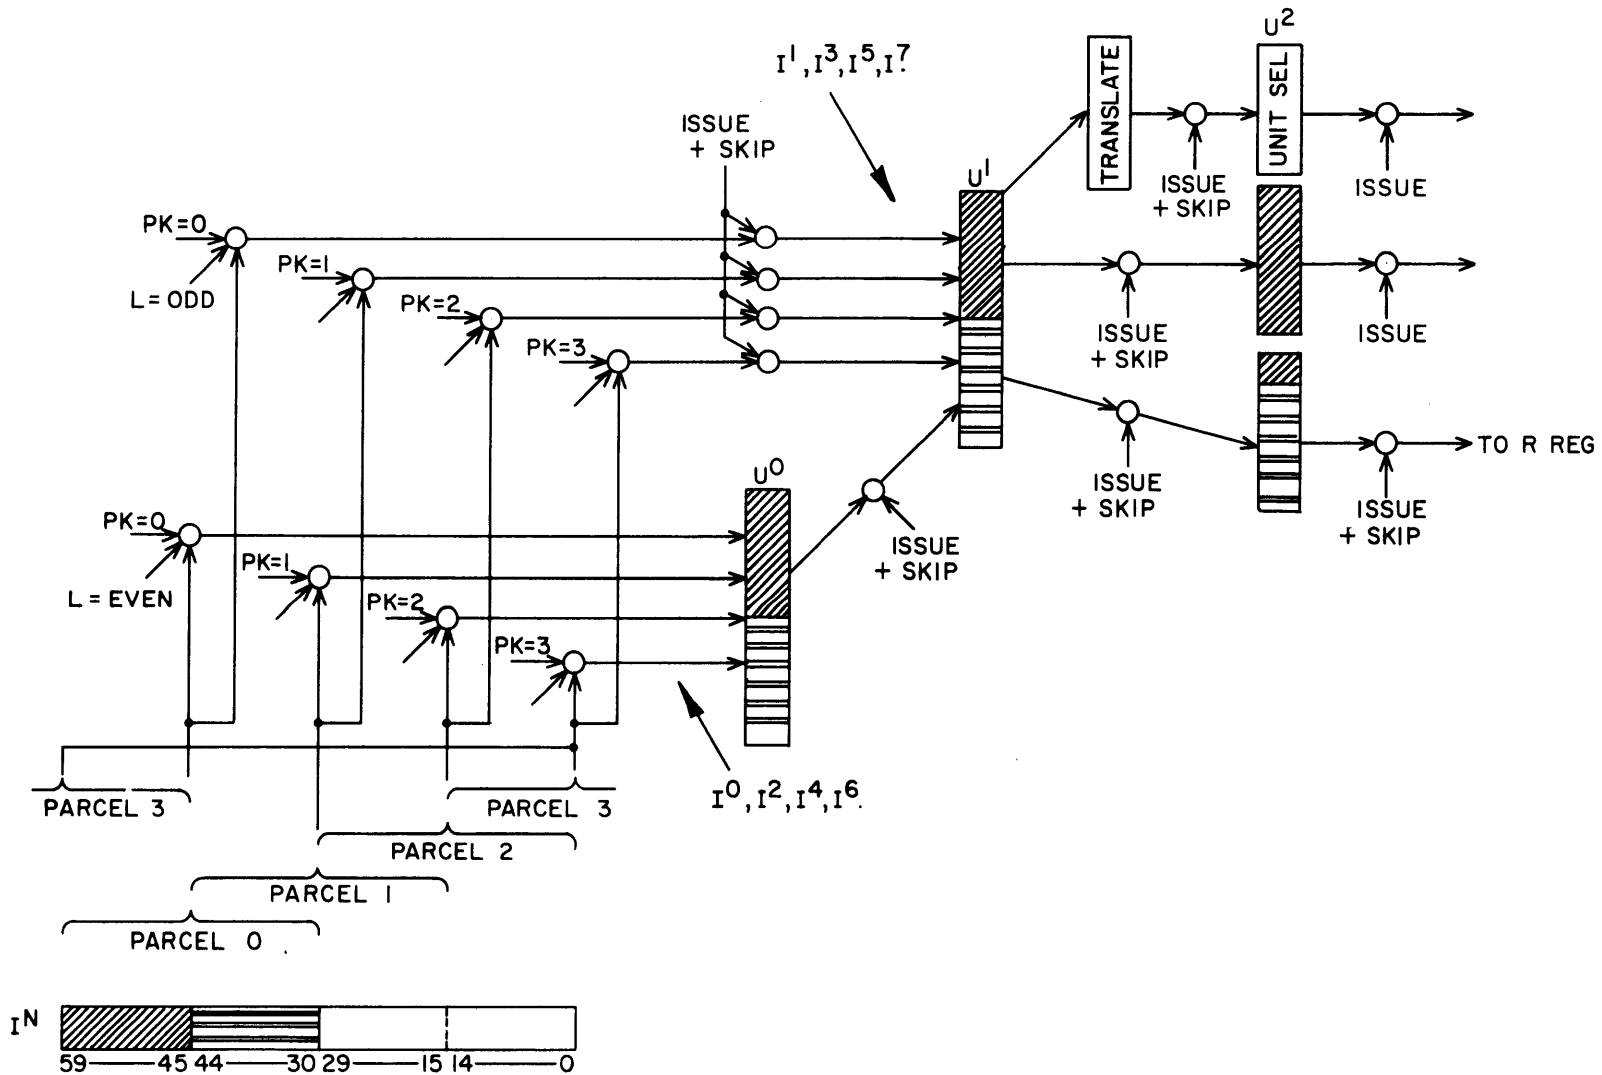 U²
I¹, I³, I⁵, I⁷.
TRANSLATE
UNIT SEL
ISSUE
+ SKIP
ISSUE
+ SKIP
ISSUE
U¹
PK=0
L=ODD
PK=1
PK=2
PK=3
ISSUE
+ SKIP
ISSUE
TO R REG
ISSUE
+ SKIP
ISSUE
+ SKIP
U⁰
PK=0
L=EVEN
PK=1
PK=2
PK=3
ISSUE
+ SKIP
I⁰, I², I⁴, I⁶.
PARCEL 3
PARCEL 3
PARCEL 2
PARCEL 1
PARCEL 0
Iᴺ
59 45 44 30 29 15 14 0